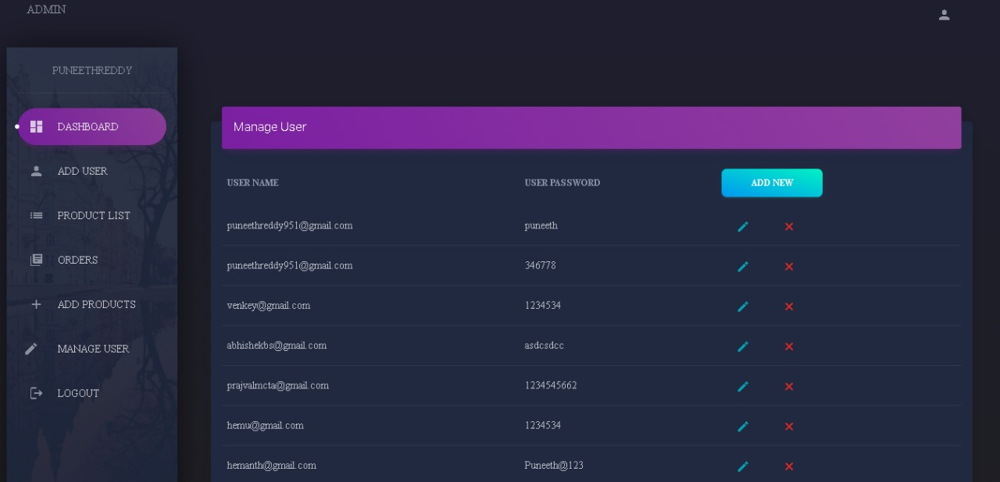 ADMIN
PUNEETHREDDY
DASHBOARD
ADD USER
PRODUCT LIST
ORDERS
ADD PRODUCTS
MANAGE USER
LOGOUT
Manage User
USER NAME USER PASSWORD ADD NEW
puneethreddy951@gmail.com puneeth
puneethreddy951@gmail.com 346778
venkey@gmail.com 1234534
abhishekbs@gmail.com asdcsdcc
prajvalmcta@gmail.com 1234545662
hemu@gmail.com 1234534
hemanth@gmail.com Puneeth@123